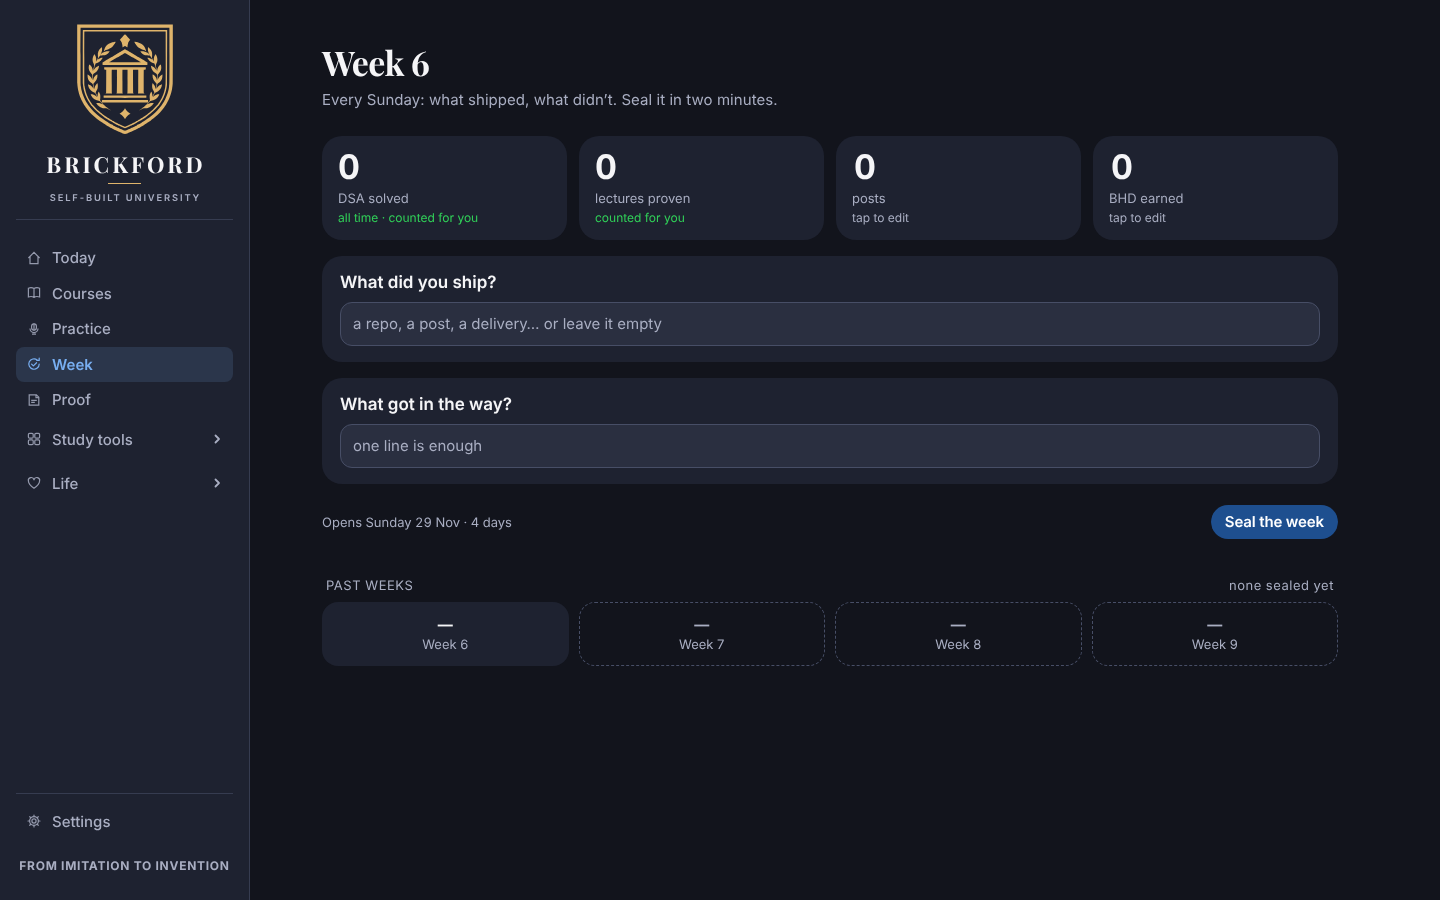 BRICKFORD
SELF-BUILT UNIVERSITY
Today
Courses
Practice
Week
Proof
Study tools
Life
Settings
FROM IMITATION TO INVENTION
Week 6
Every Sunday: what shipped, what didn’t. Seal it in two minutes.
0
DSA solved
all time · counted for you
0
lectures proven
counted for you
0
posts
tap to edit
0
BHD earned
tap to edit
What did you ship?
a repo, a post, a delivery… or leave it empty
What got in the way?
one line is enough
Opens Sunday 29 Nov · 4 days
Seal the week
PAST WEEKS
none sealed yet
—
Week 6
—
Week 7
—
Week 8
—
Week 9